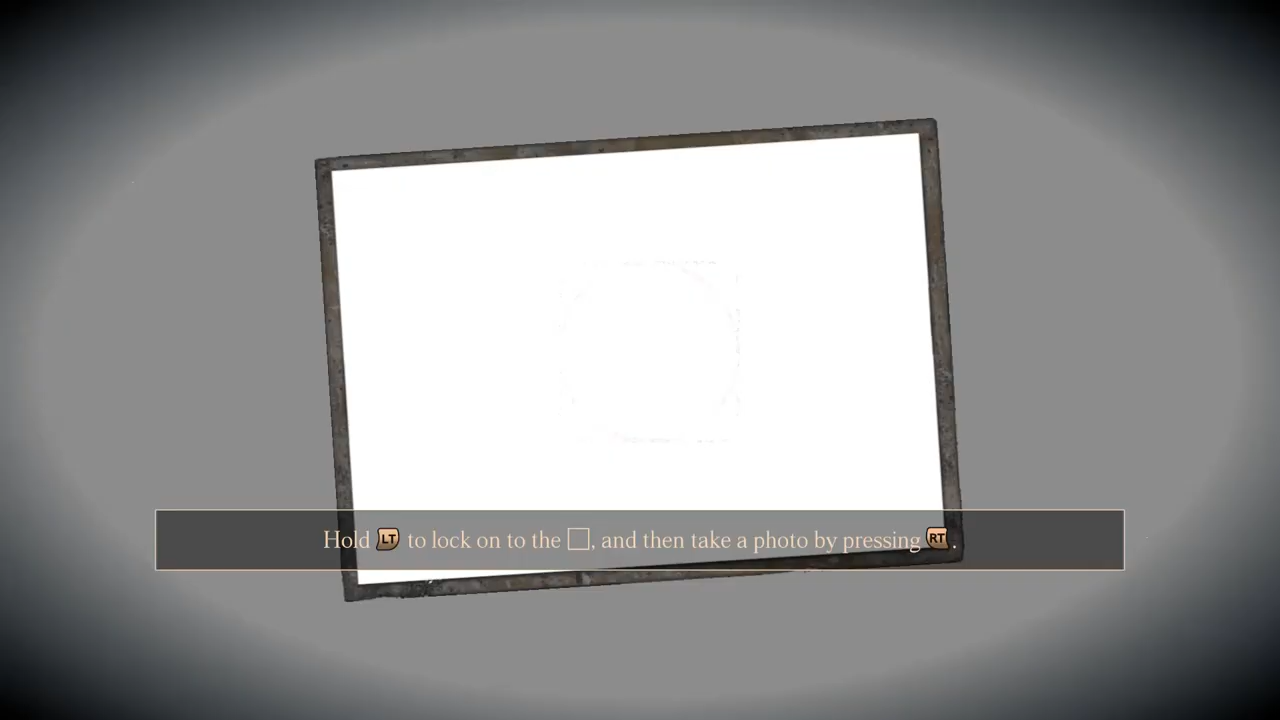 Hold LT to lock on to the □, and then take a photo by pressing RT.